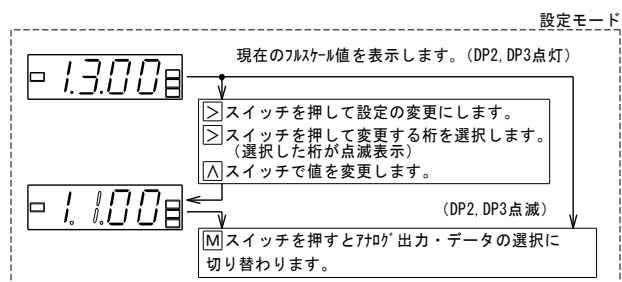 設定モード
現在のﾌﾙｽｹｰﾙ値を表示します。(DP2, DP3点灯)
1.3.00
>スイッチを押して設定の変更にします。
>スイッチを押して変更する桁を選択します。
(選択した桁が点滅表示)
∧スイッチで値を変更します。
1.1.00
(DP2, DP3点滅)
Mスイッチを押すとｱﾅﾛｸﾞ出力・データの選択に
切り替わります。